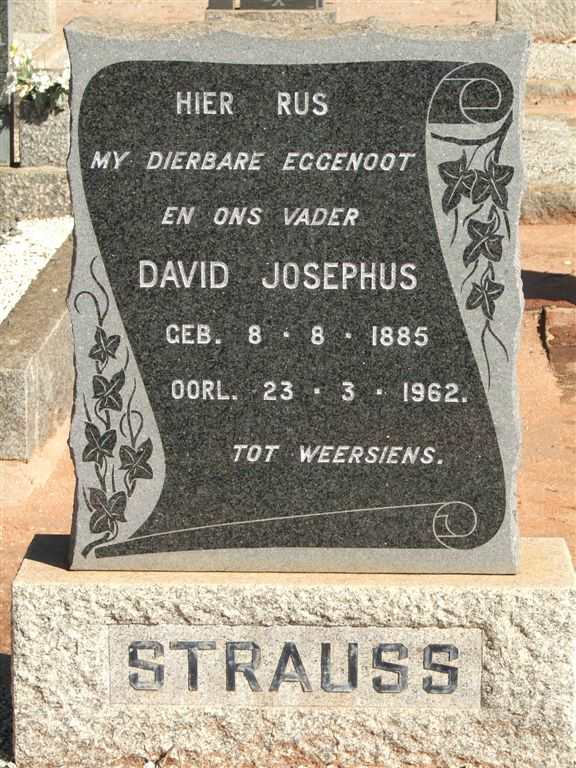 HIER RUS
MY DIERBARE EGGENOOT
EN ONS VADER
DAVID JOSEPHUS
GEB. 8 · 8 · 1885
OORL. 23 · 3 · 1962.
TOT WEERSIENS.
STRAUSS